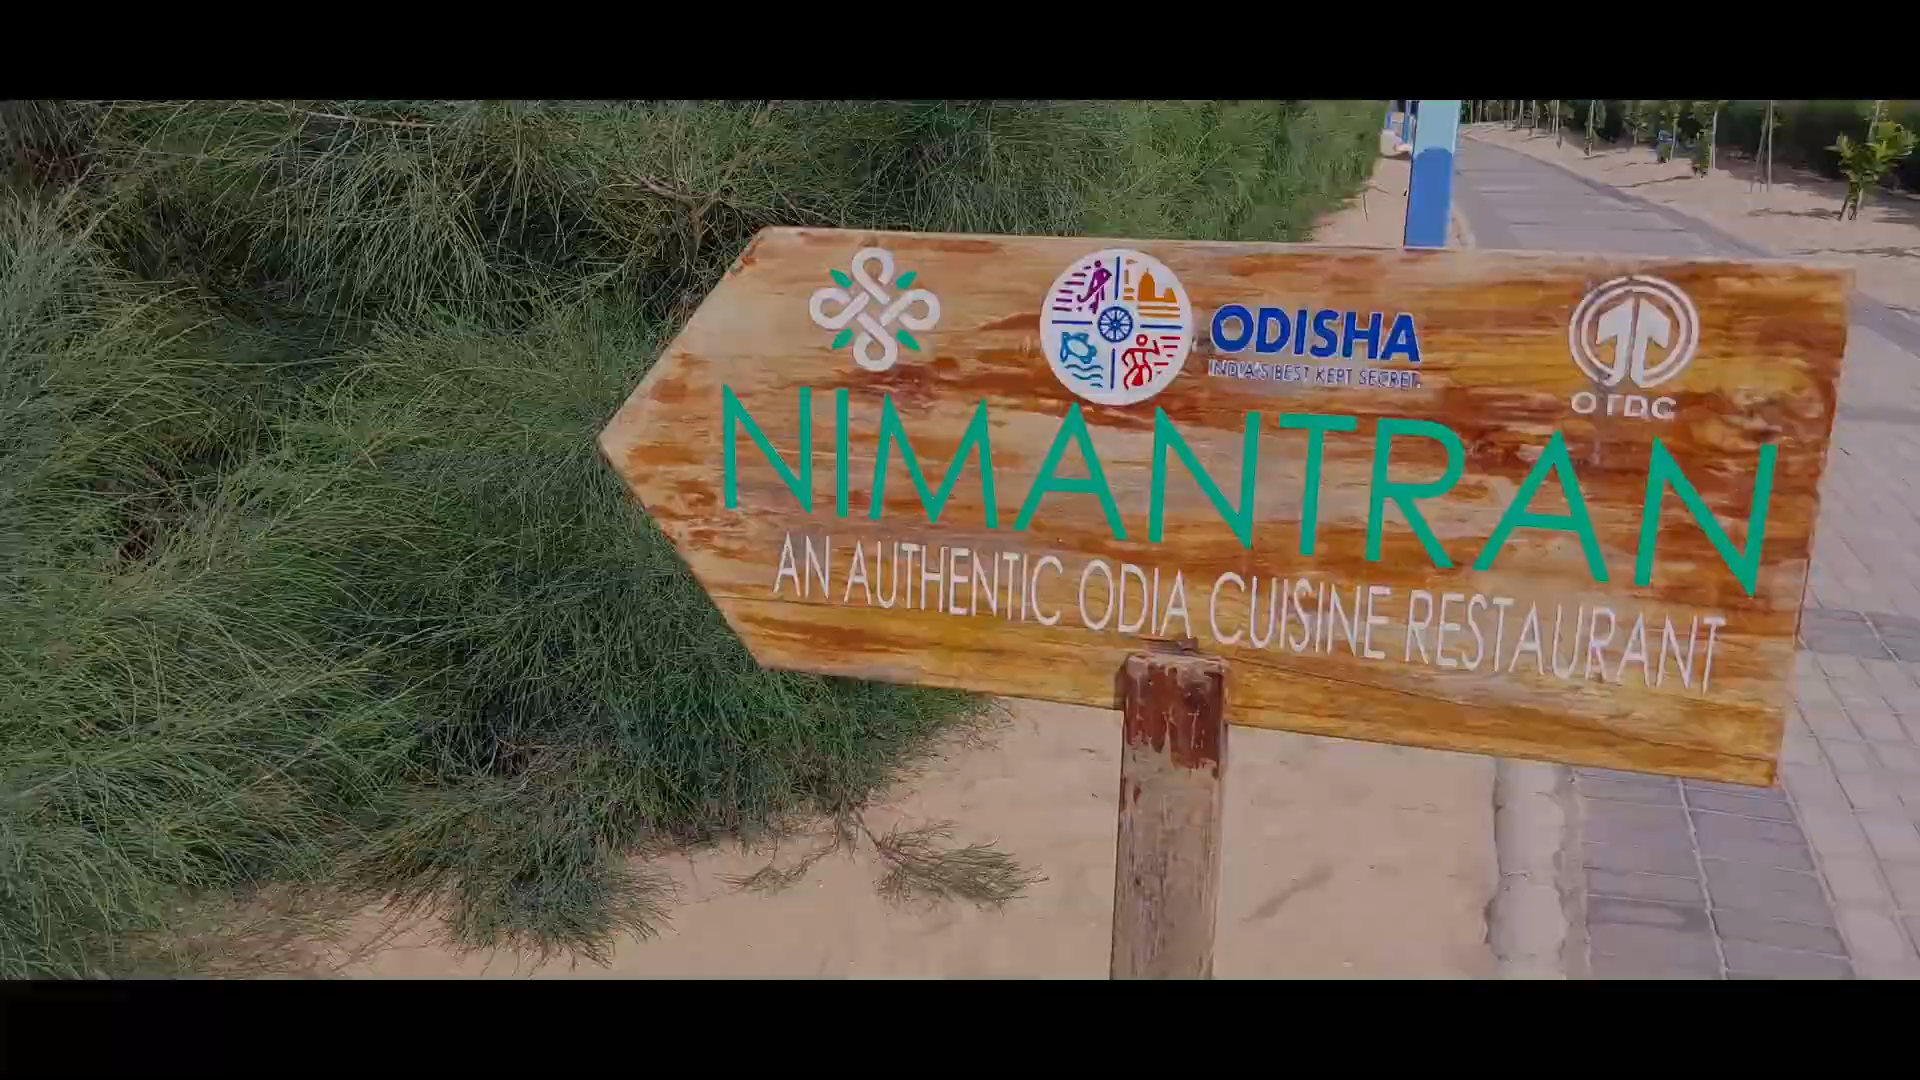 ODISHA
INDIA'S BEST KEPT SECRET
OTDC
NIMANTRAN
AN AUTHENTIC ODIA CUISINE RESTAURANT